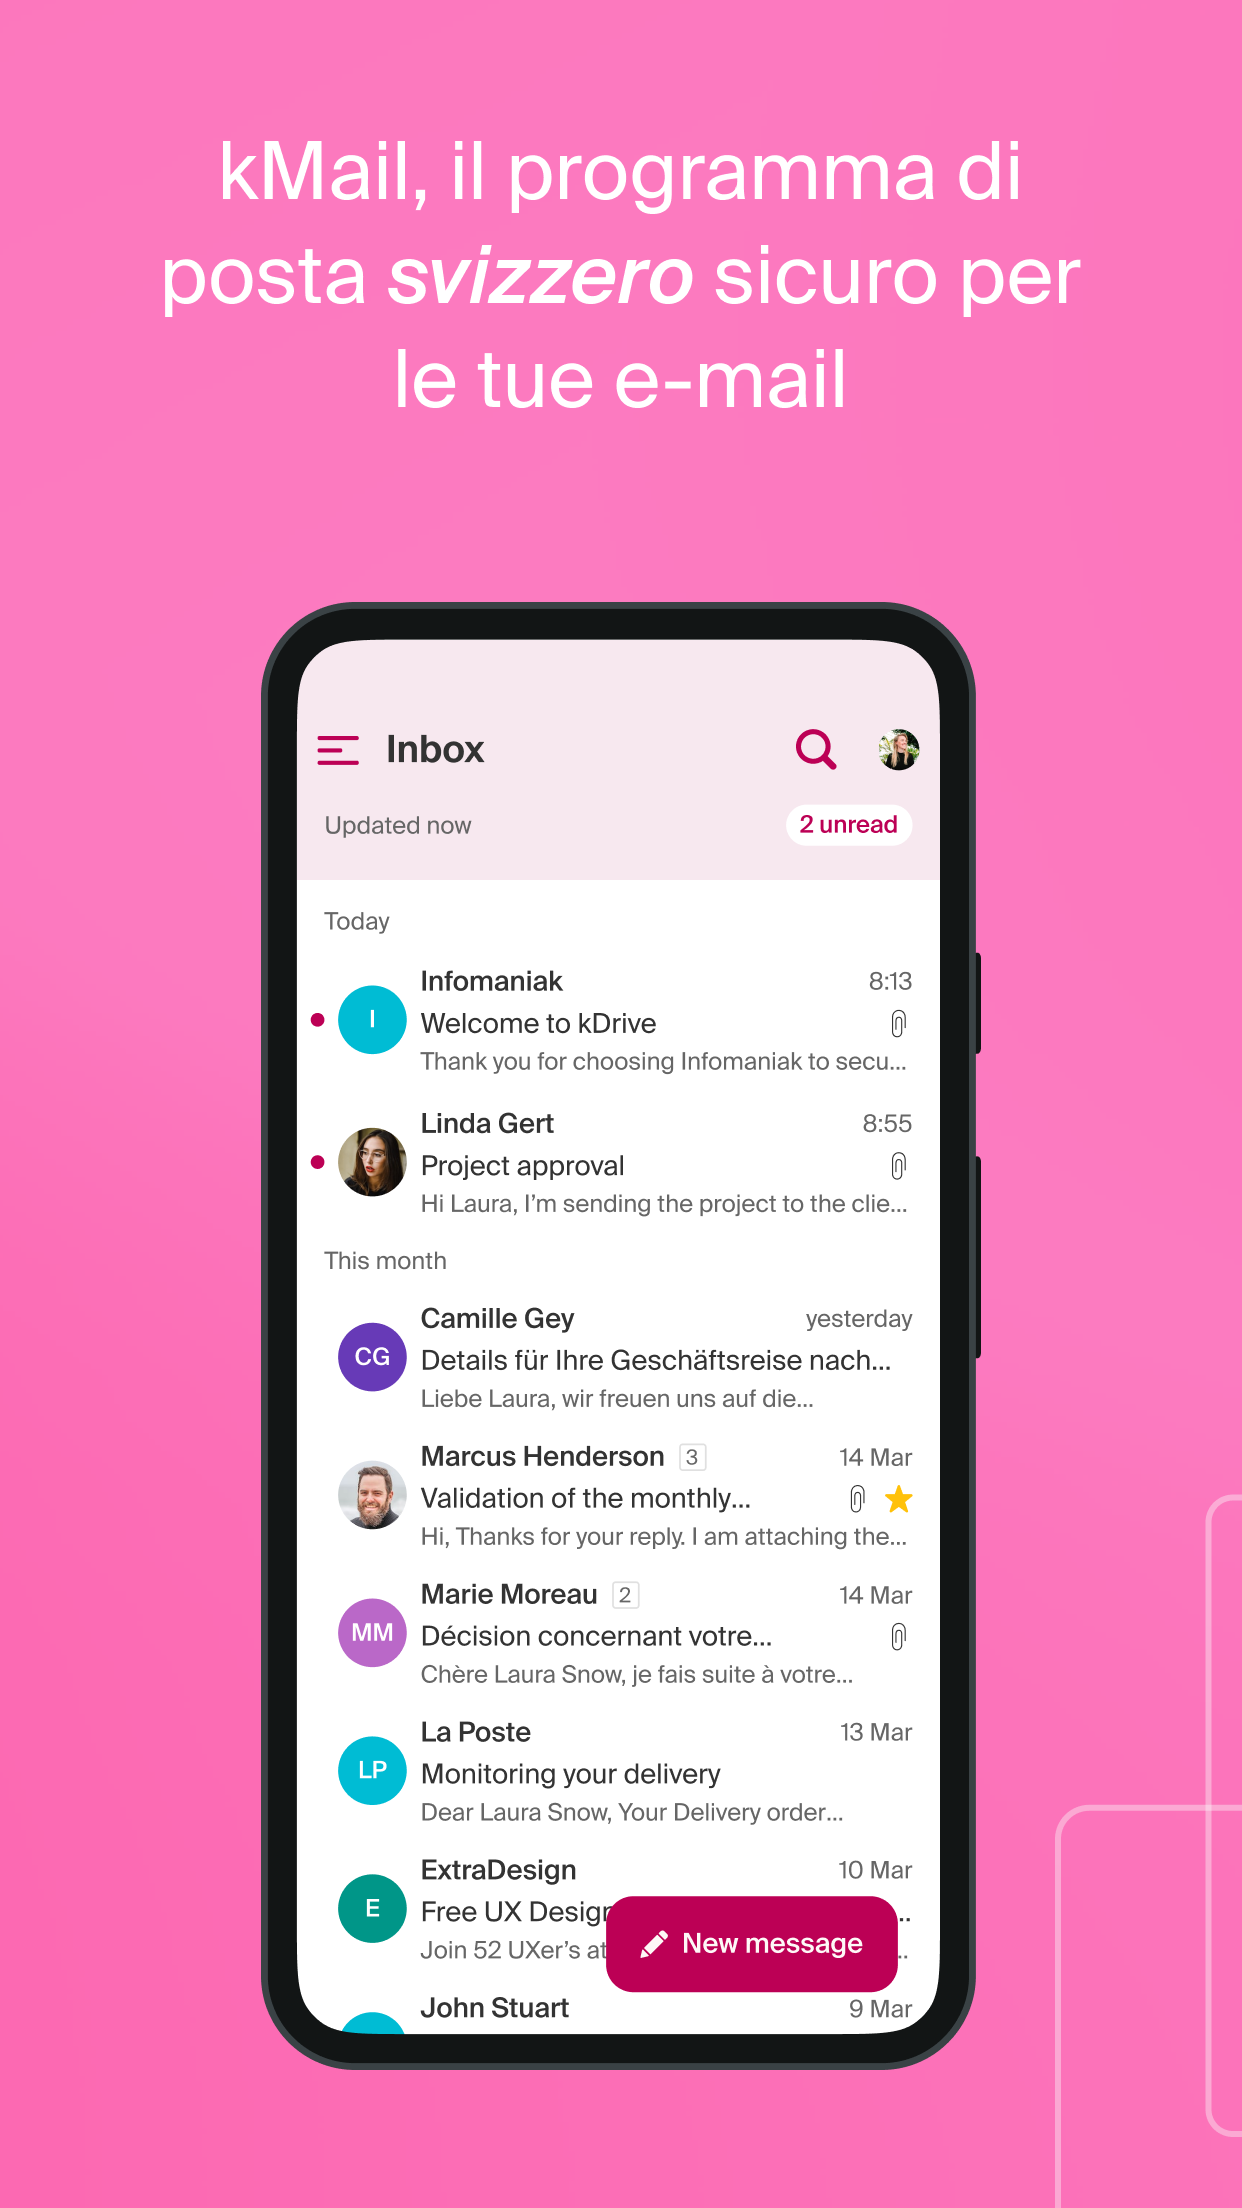 kMail, il programma di
posta svizzero sicuro per
le tue e-mail
Inbox
Updated now
2 unread
Today
Infomaniak 8:13
I
Welcome to kDrive
Thank you for choosing Infomaniak to secu...
Linda Gert 8:55
Project approval
Hi Laura, I'm sending the project to the clie...
This month
Camille Gey yesterday
CG
Details für Ihre Geschäftsreise nach...
Liebe Laura, wir freuen uns auf die...
Marcus Henderson 3 14 Mar
Validation of the monthly...
Hi, Thanks for your reply. I am attaching the...
Marie Moreau 2 14 Mar
MM
Décision concernant votre...
Chère Laura Snow, je fais suite à votre...
La Poste 13 Mar
LP
Monitoring your delivery
Dear Laura Snow, Your Delivery order...
ExtraDesign 10 Mar
E
Free UX Design
Join 52 UXer's at
New message
John Stuart 9 Mar